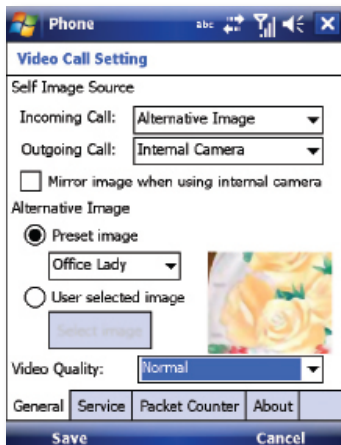 Phone abc
Video Call Setting
Self Image Source
Incoming Call: Alternative Image
Outgoing Call: Internal Camera
Mirror image when using internal camera
Alternative Image
Preset image
Office Lady
User selected image
Select image
Video Quality: Normal
General Service Packet Counter About
Save Cancel